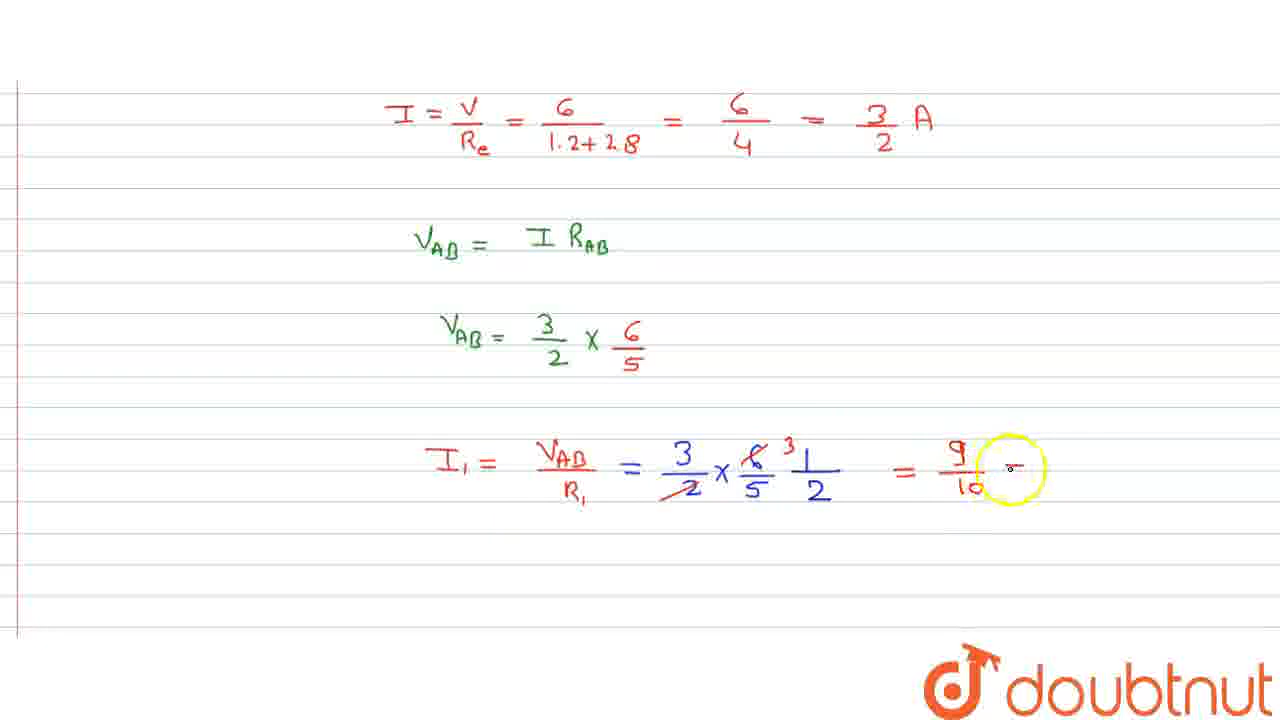 I = V/Re = 6/1.2+2.8 = 6/4 = 3/2 A
VAB = I RAB
VAB = 3/2 × 6/5
I1 = VAB/R1 = 3/2 × 6/5 3 1/2 = 9/10 =
doubtnut